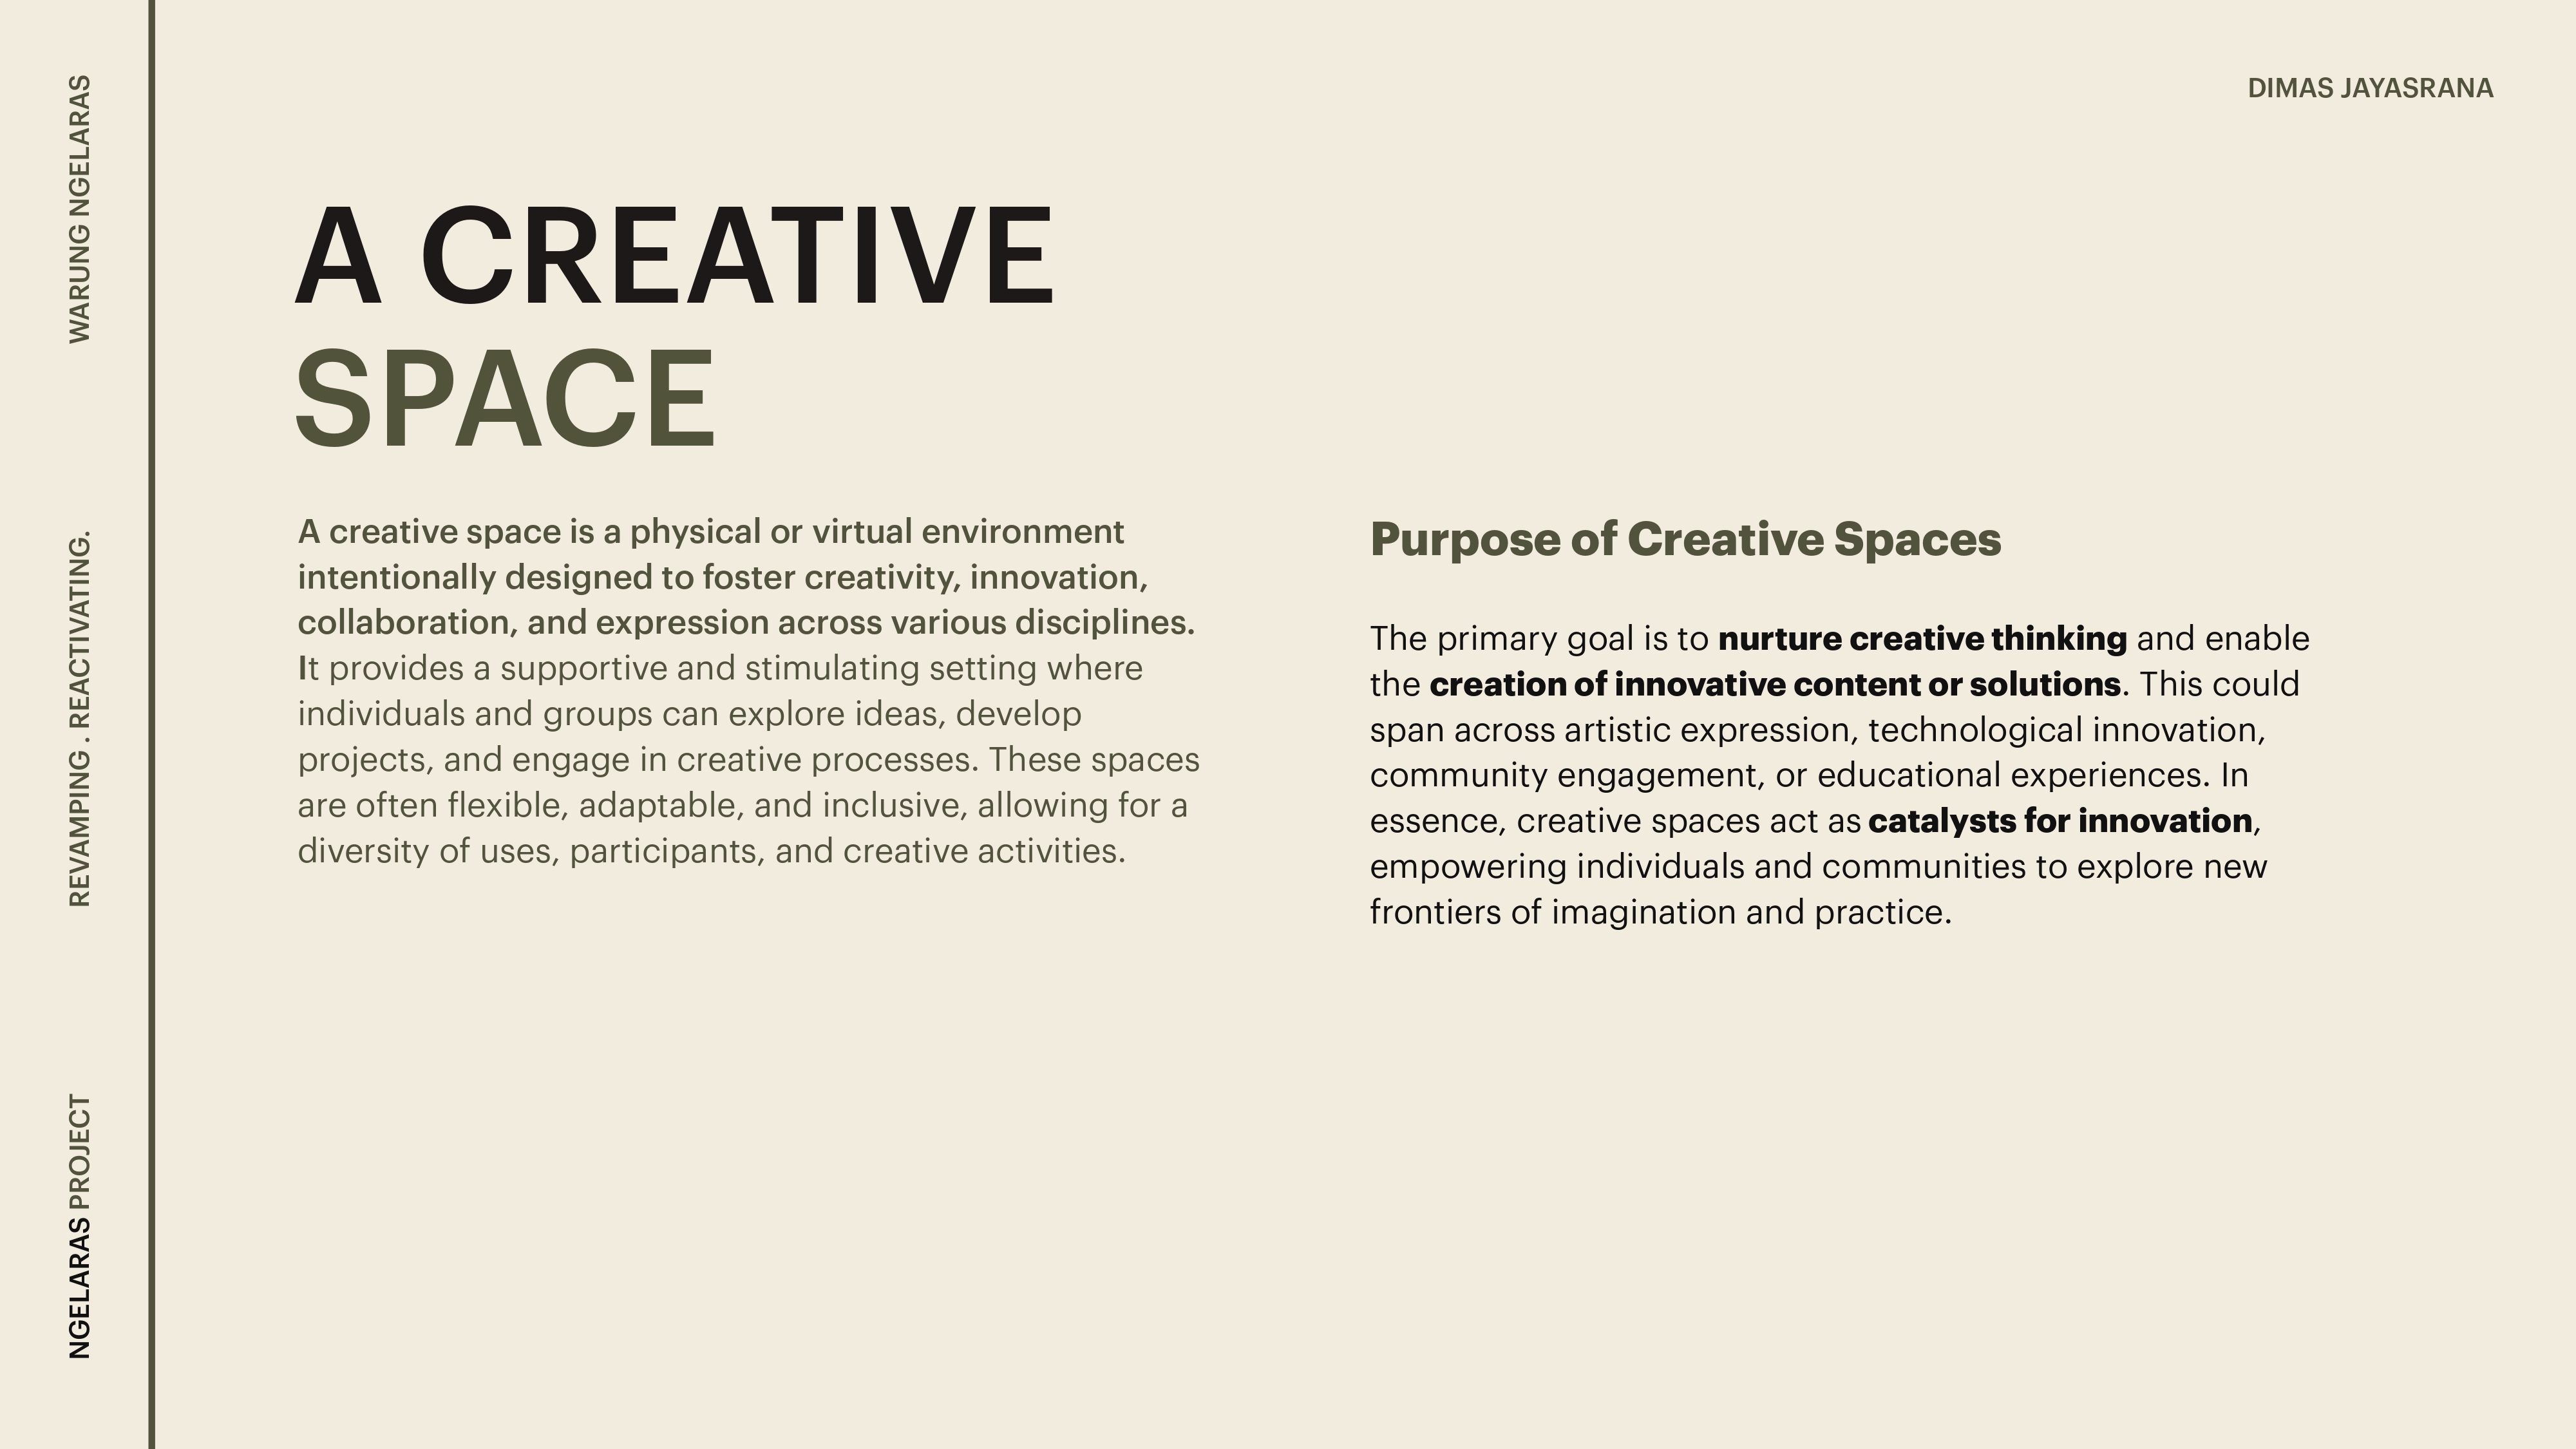 WARUNG NGELARAS
REVAMPING . REACTIVATING.
NGELARAS PROJECT
DIMAS JAYASRANA
A CREATIVE
SPACE
A creative space is a physical or virtual environment
intentionally designed to foster creativity, innovation,
collaboration, and expression across various disciplines.
It provides a supportive and stimulating setting where
individuals and groups can explore ideas, develop
projects, and engage in creative processes. These spaces
are often flexible, adaptable, and inclusive, allowing for a
diversity of uses, participants, and creative activities.
Purpose of Creative Spaces
The primary goal is to nurture creative thinking and enable
the creation of innovative content or solutions. This could
span across artistic expression, technological innovation,
community engagement, or educational experiences. In
essence, creative spaces act as catalysts for innovation,
empowering individuals and communities to explore new
frontiers of imagination and practice.